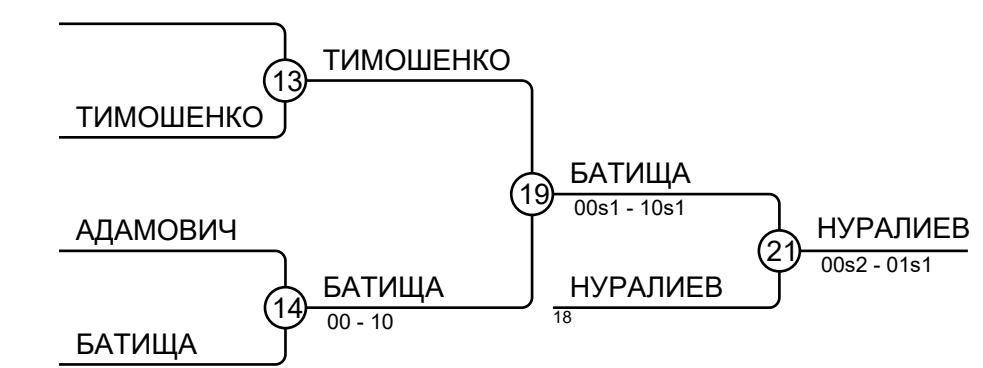 ТИМОШЕНКО
13
ТИМОШЕНКО
БАТИЩА
19
00s1 - 10s1
АДАМОВИЧ
НУРАЛИЕВ
21
00s2 - 01s1
БАТИЩА
НУРАЛИЕВ
14
00 - 10
18
БАТИЩА